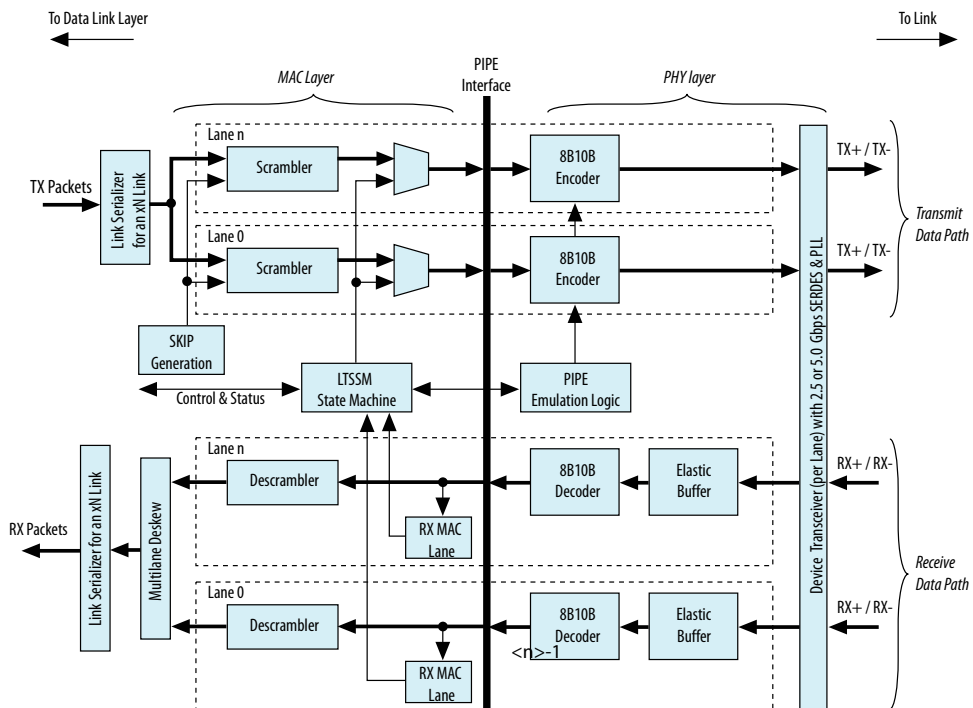 To Data Link Layer
To Link
MAC Layer
PIPE
Interface
PHY layer
Lane n
Scrambler
8B10B
Encoder
TX+ / TX-
TX Packets
Link Serializer
for an xN Link
Lane 0
Scrambler
8B10B
Encoder
TX+ / TX-
Transmit
Data Path
SKIP
Generation
Control & Status
LTSSM
State Machine
PIPE
Emulation Logic
Device Transceiver (per Lane) with 2.5 or 5.0 Gbps SERDES & PLL
Lane n
Descrambler
RX MAC
Lane
8B10B
Decoder
Elastic
Buffer
RX+ / RX-
RX Packets
Link Serializer for an xN Link
Multilane Deskew
Lane 0
Descrambler
RX MAC
Lane
8B10B
Decoder
<n>-1
Elastic
Buffer
RX+ / RX-
Receive
Data Path